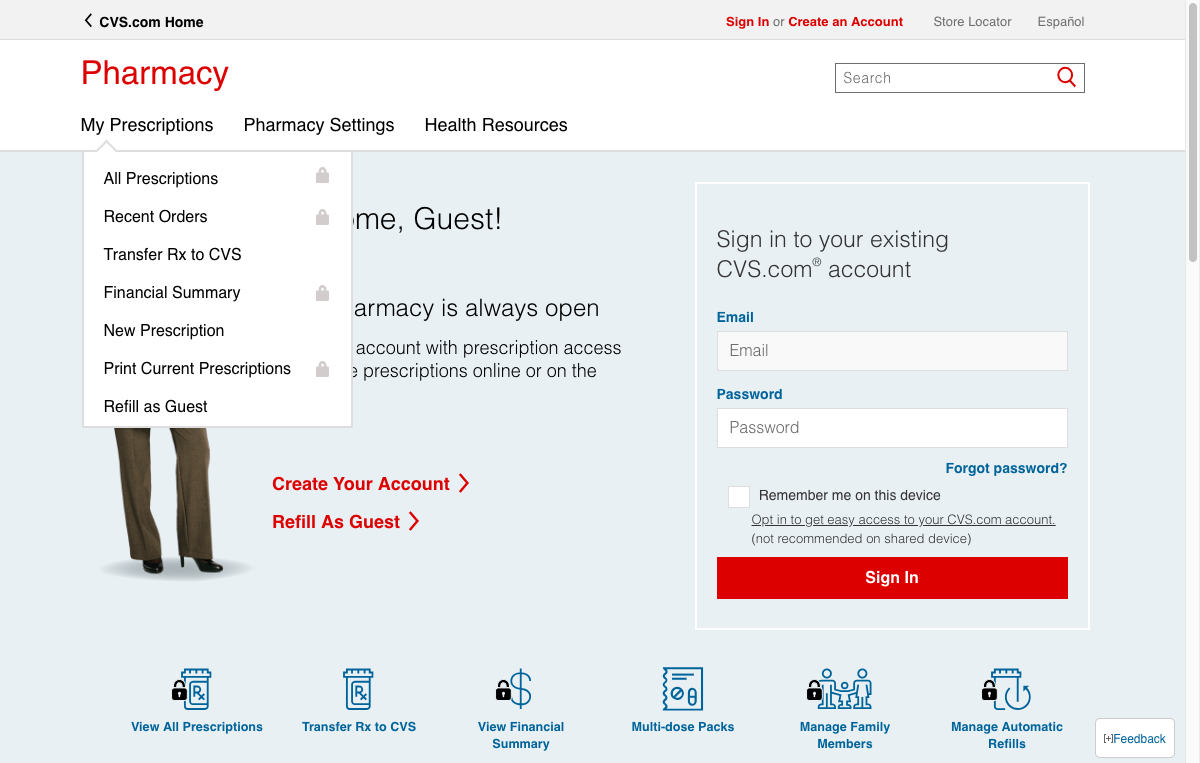 CVS.com Home
Sign In or Create an Account
Store Locator
Español
Pharmacy
Search
My Prescriptions
Pharmacy Settings
Health Resources
All Prescriptions
Recent Orders
Transfer Rx to CVS
Financial Summary
New Prescription
Print Current Prescriptions
Refill as Guest
ome, Guest!
armacy is always open
account with prescription access
e prescriptions online or on the
Create Your Account
Refill As Guest
Sign in to your existing
CVS.com® account
Email
Email
Password
Password
Forgot password?
Remember me on this device
Opt in to get easy access to your CVS.com account.
(not recommended on shared device)
Sign In
View All Prescriptions
Transfer Rx to CVS
View Financial
Summary
Multi-dose Packs
Manage Family
Members
Manage Automatic
Refills
[+]Feedback